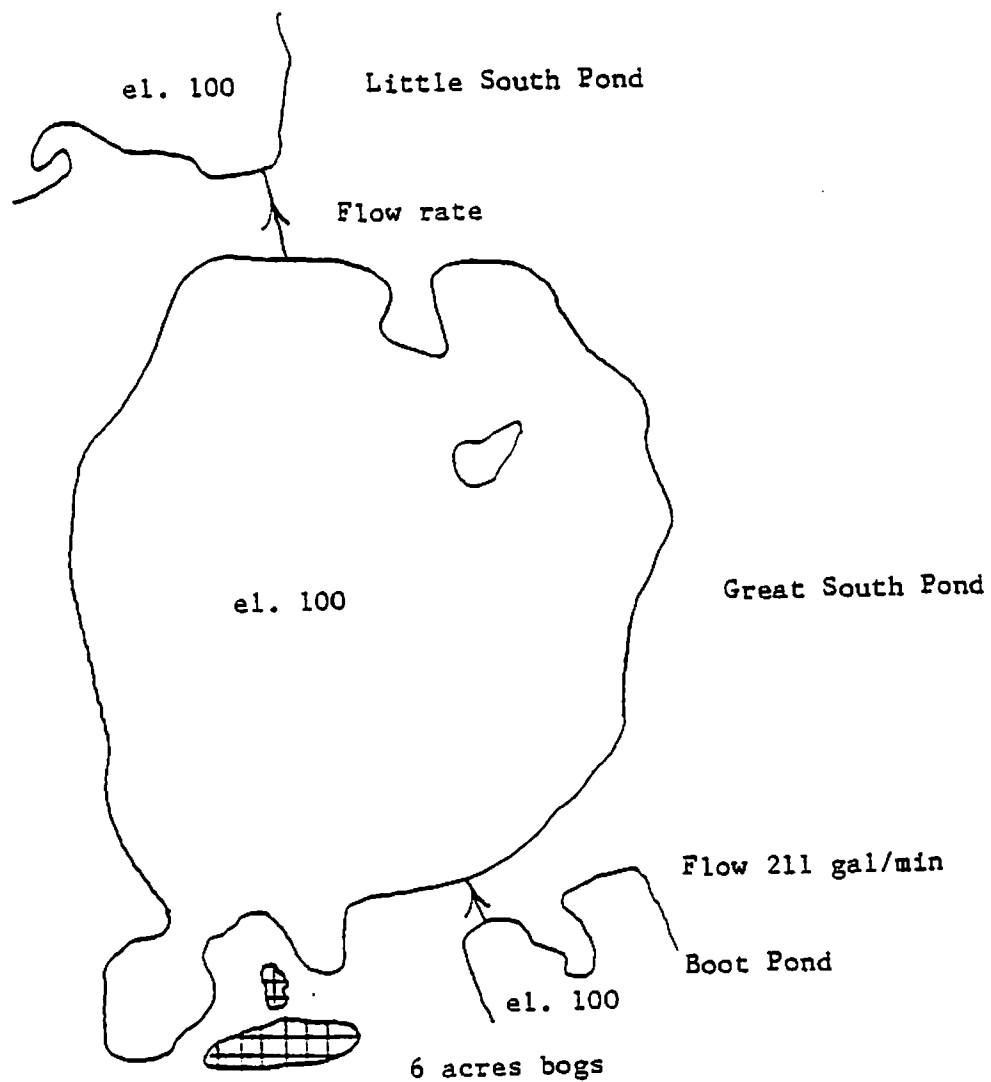 el. 100
Little South Pond
Flow rate
el. 100
Great South Pond
Flow 211 gal/min
Boot Pond
el. 100
6 acres bogs